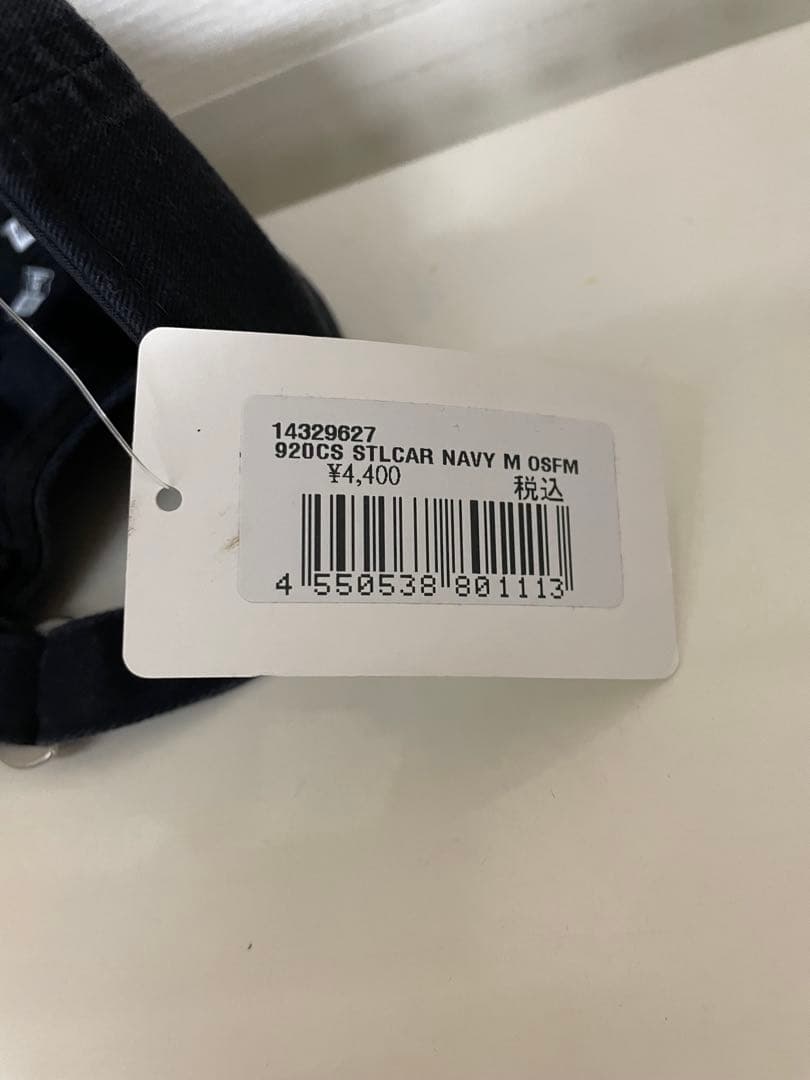 14329627
920CS STLCAR NAVY M OSFM
¥4,400 税込
4 550538 801113